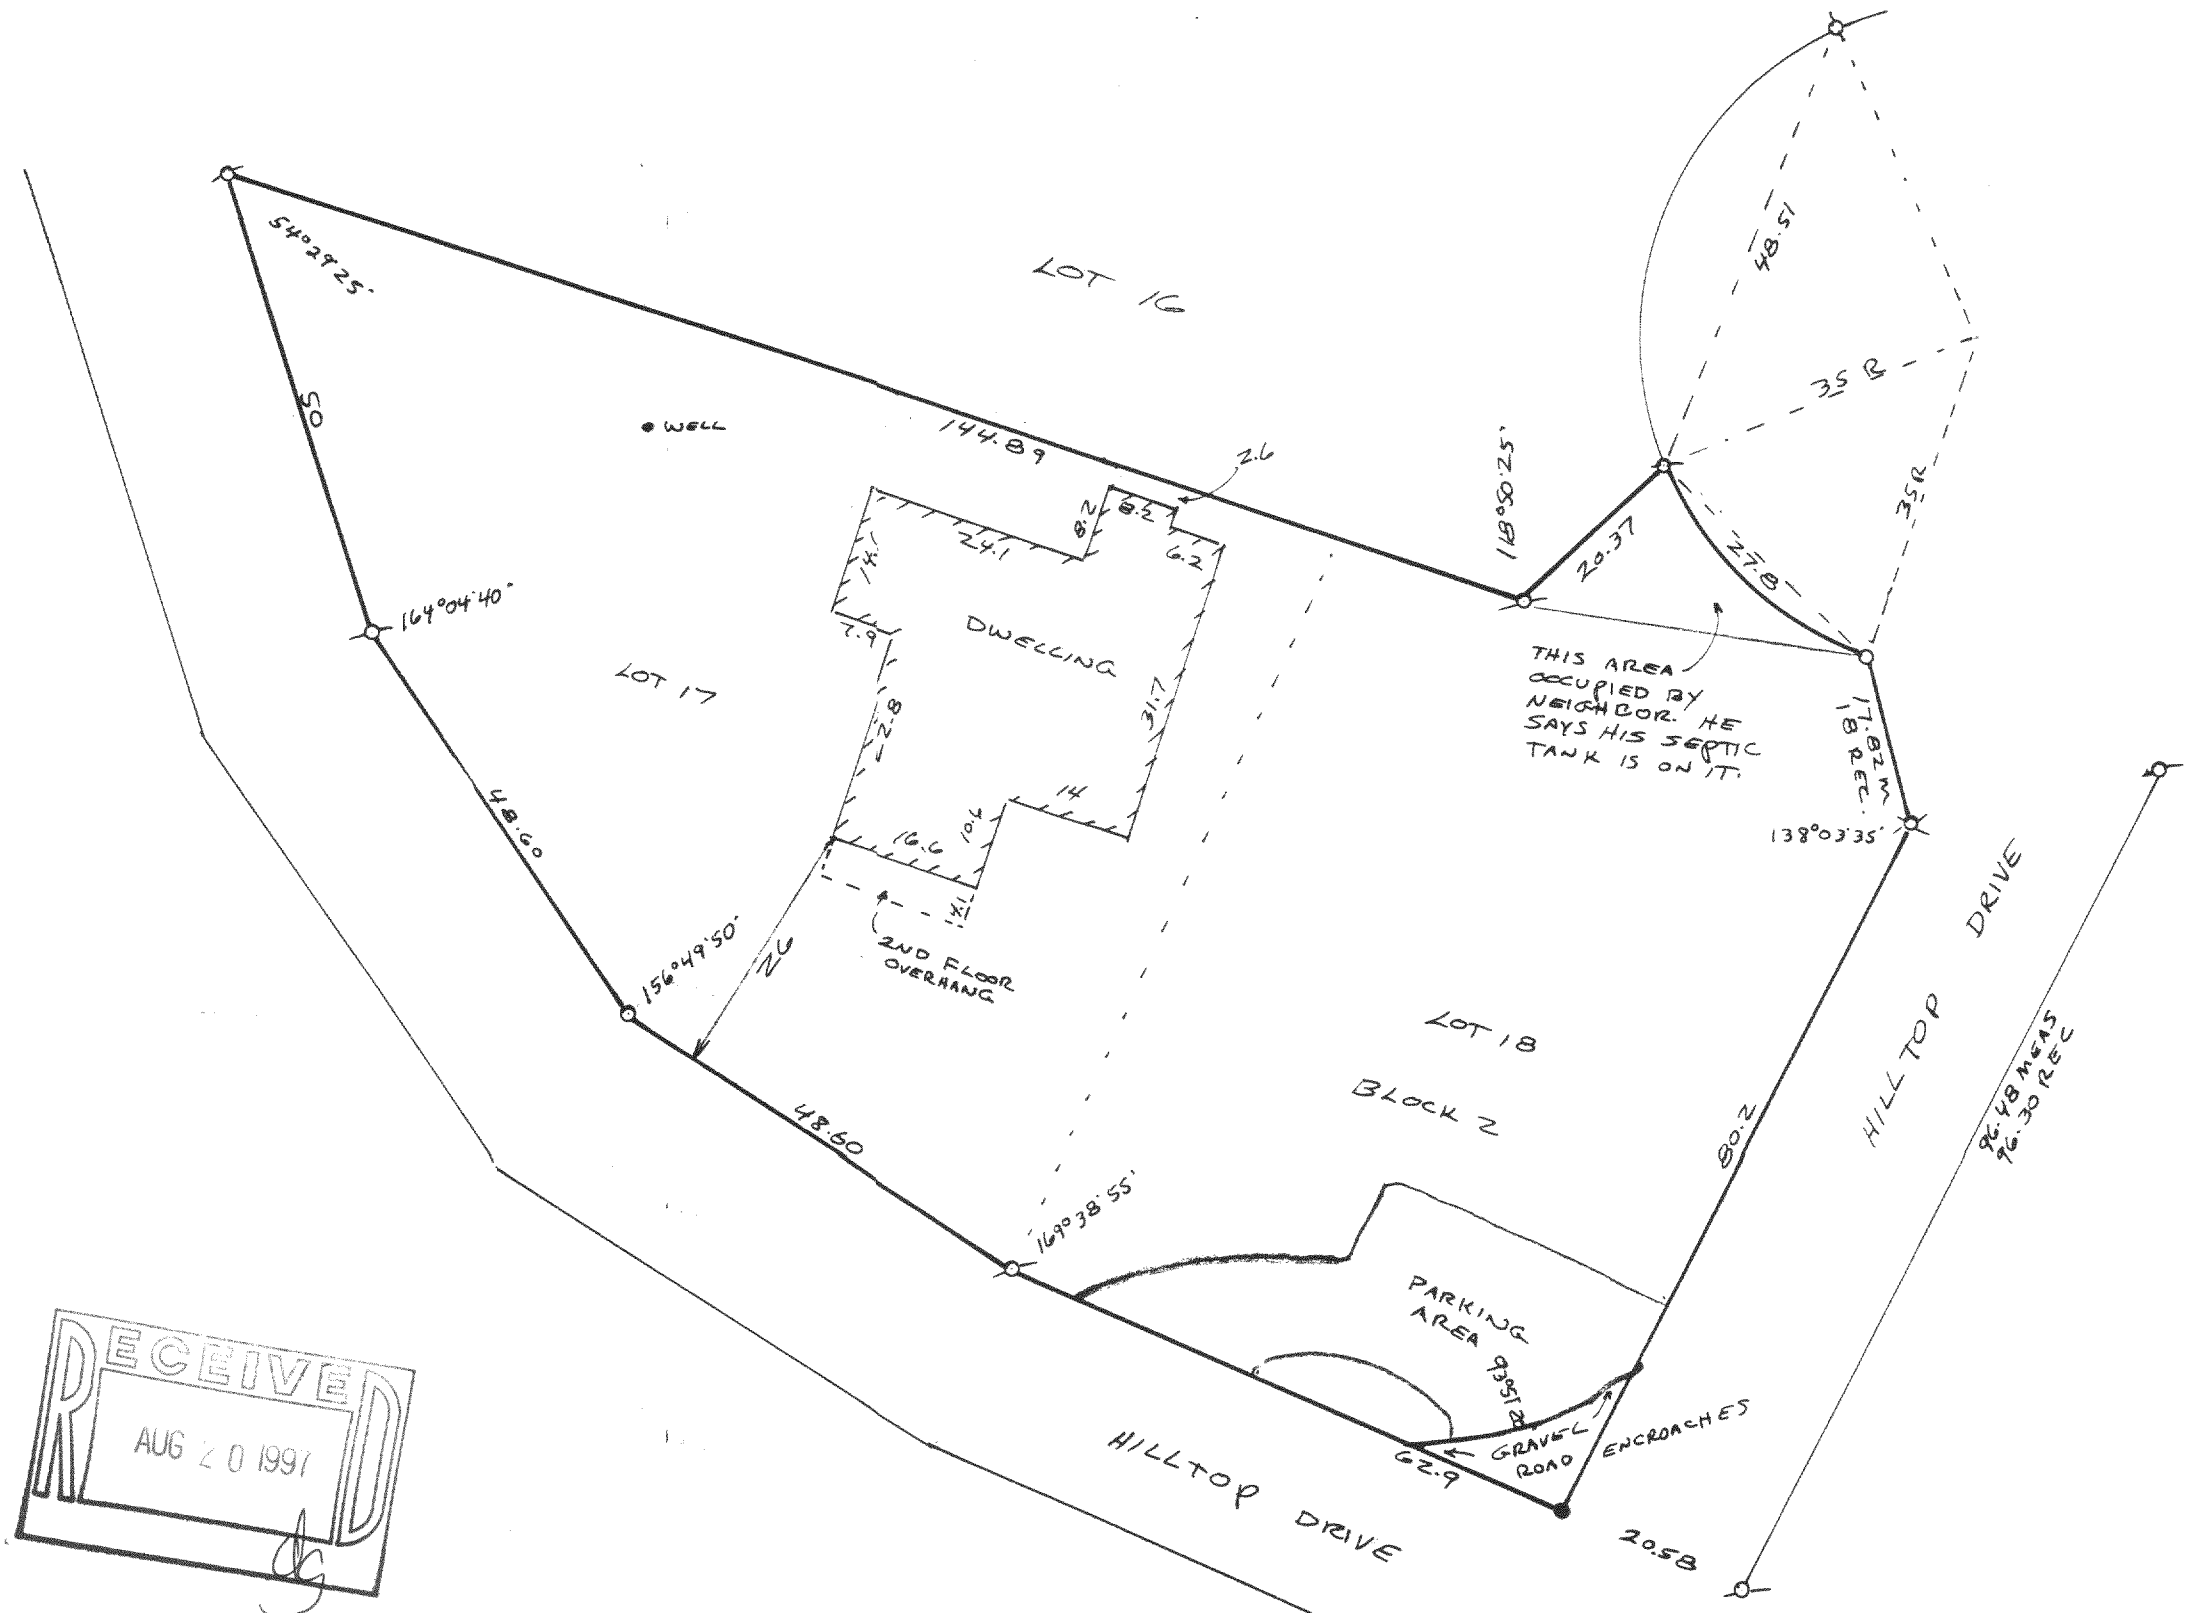 LOT 16
48.51
35 R
35 R
54°29'25"
50
WELL
144.89
2.6
118°50'25"
20.37
27.8
8.2
8.2
6.2
24.1
14.1
7.9
DWELLING
164°04'40"
LOT 17
22.8
31.7
THIS AREA
OCCUPIED BY
NEIGHBOR. HE
SAYS HIS SEPTIC
TANK IS ON IT.
17.82 M
18 REC.
138°03'35"
48.60
16.6
10.6
14
4.1
2ND FLOOR
OVERHANG
26
156°49'50"
HILLTOP DRIVE
96.48 MEAS
96.30 REC
LOT 18
BLOCK 2
80.2
48.60
169°38'55"
PARKING
AREA
GRAVEL
ROAD ENCROACHES
62.9
HILLTOP DRIVE
20.58
RECEIVED
AUG 20 1997